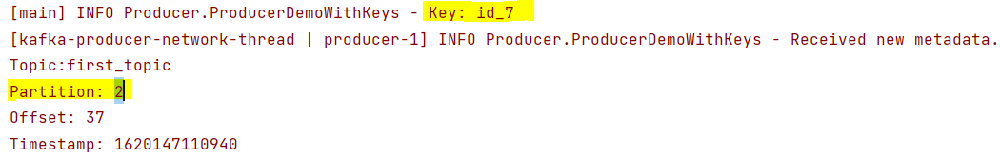 [main] INFO Producer.ProducerDemoWithKeys - Key: id_7
[kafka-producer-network-thread | producer-1] INFO Producer.ProducerDemoWithKeys - Received new metadata.
Topic:first_topic
Partition: 2
Offset: 37
Timestamp: 1620147110940